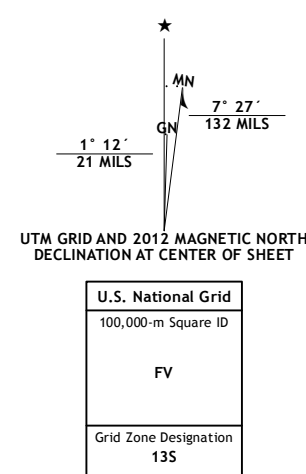 ★
MN
7° 27´
132 MILS
GN
1° 12´
21 MILS
UTM GRID AND 2012 MAGNETIC NORTH
DECLINATION AT CENTER OF SHEET
U.S. National Grid
100,000-m Square ID
FV
Grid Zone Designation
13S